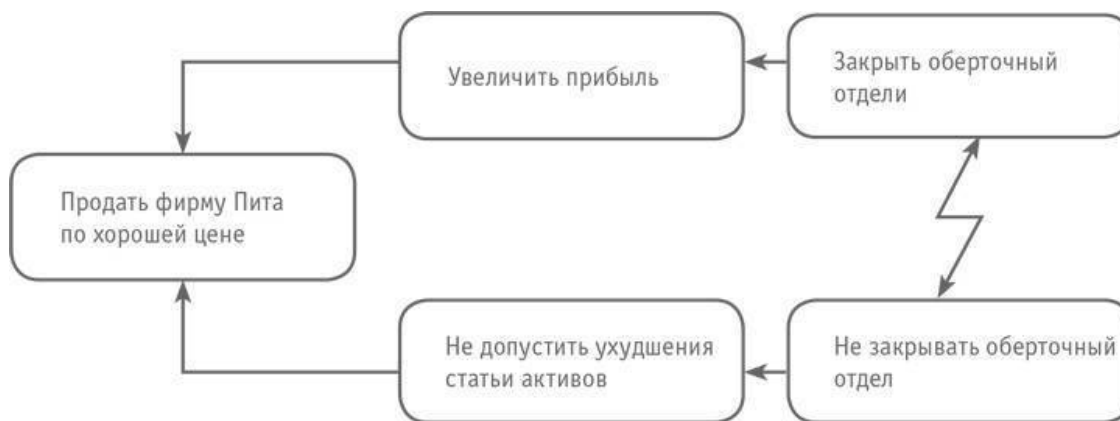 Увеличить прибыль
Закрыть оберточный
отдели
Продать фирму Пита
по хорошей цене
Не допустить ухудшения
статьи активов
Не закрывать оберточный
отдел